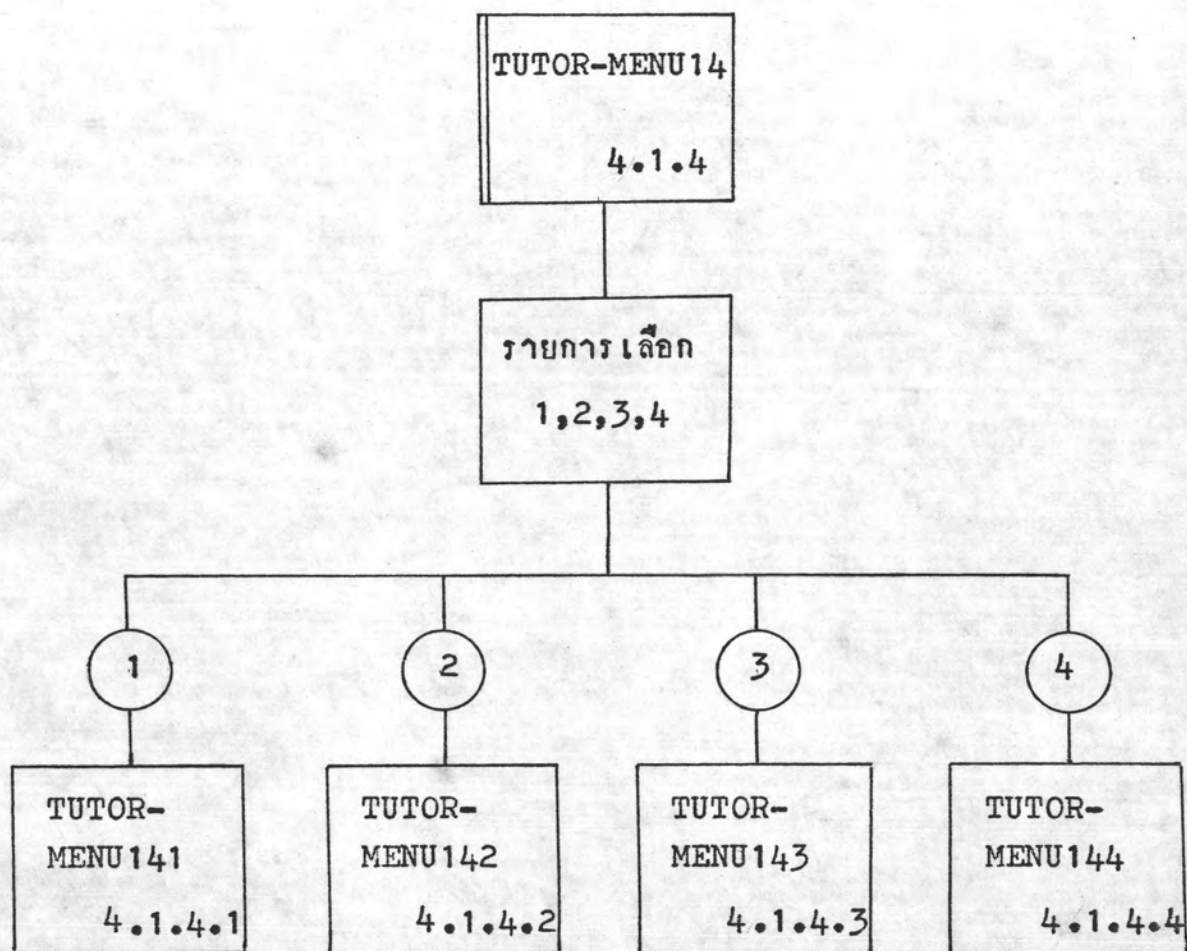 TUTOR-MENU14
4.1.4
รายการเลือก
1,2,3,4
1
2
3
4
TUTOR-
MENU141
4.1.4.1
TUTOR-
MENU142
4.1.4.2
TUTOR-
MENU143
4.1.4.3
TUTOR-
MENU144
4.1.4.4